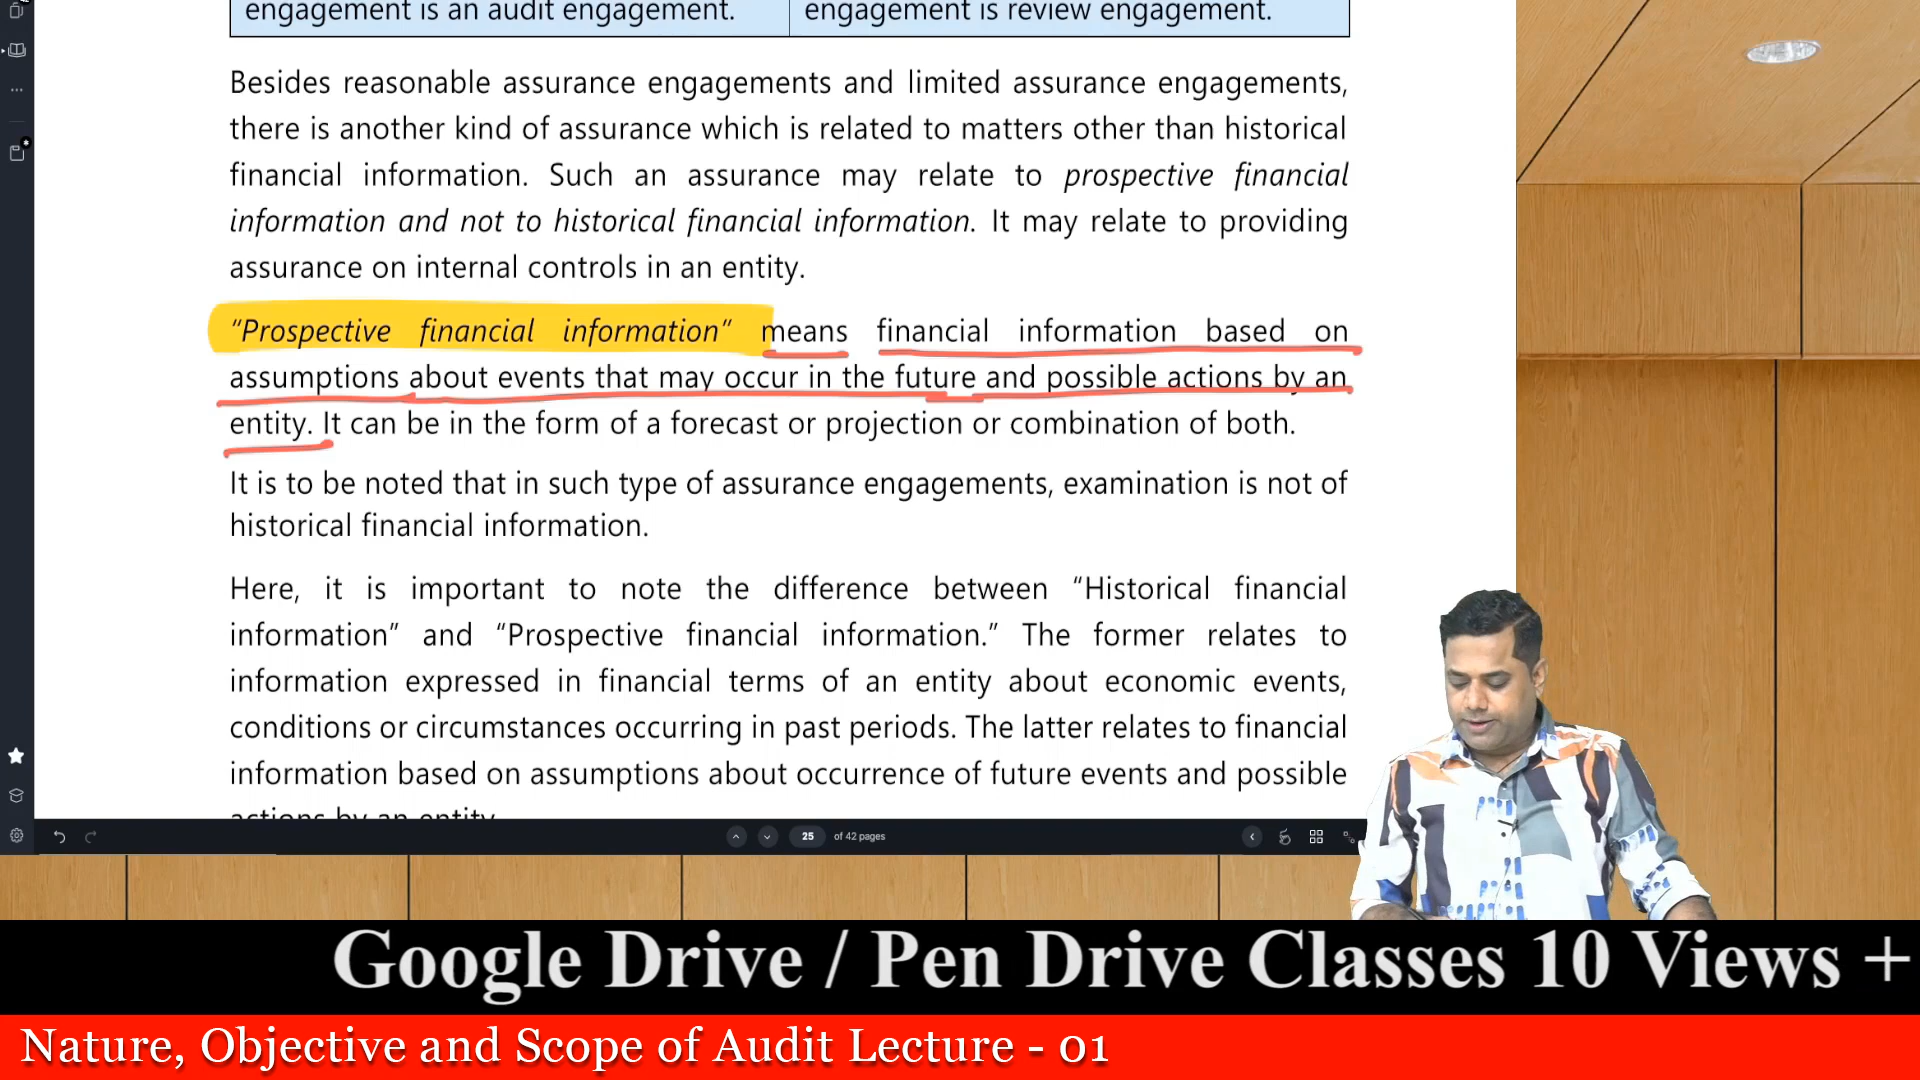 engagement is an audit engagement.
engagement is review engagement.
Besides reasonable assurance engagements and limited assurance engagements,
there is another kind of assurance which is related to matters other than historical
financial information. Such an assurance may relate to prospective financial
information and not to historical financial information. It may relate to providing
assurance on internal controls in an entity.
“Prospective financial information” means financial information based on
assumptions about events that may occur in the future and possible actions by an
entity. It can be in the form of a forecast or projection or combination of both.
It is to be noted that in such type of assurance engagements, examination is not of
historical financial information.
Here, it is important to note the difference between “Historical financial
information” and “Prospective financial information.” The former relates to
information expressed in financial terms of an entity about economic events,
conditions or circumstances occurring in past periods. The latter relates to financial
information based on assumptions about occurrence of future events and possible
actions by an entity.
25 of 42 pages
Google Drive / Pen Drive Classes 10 Views +
Nature, Objective and Scope of Audit Lecture - 01